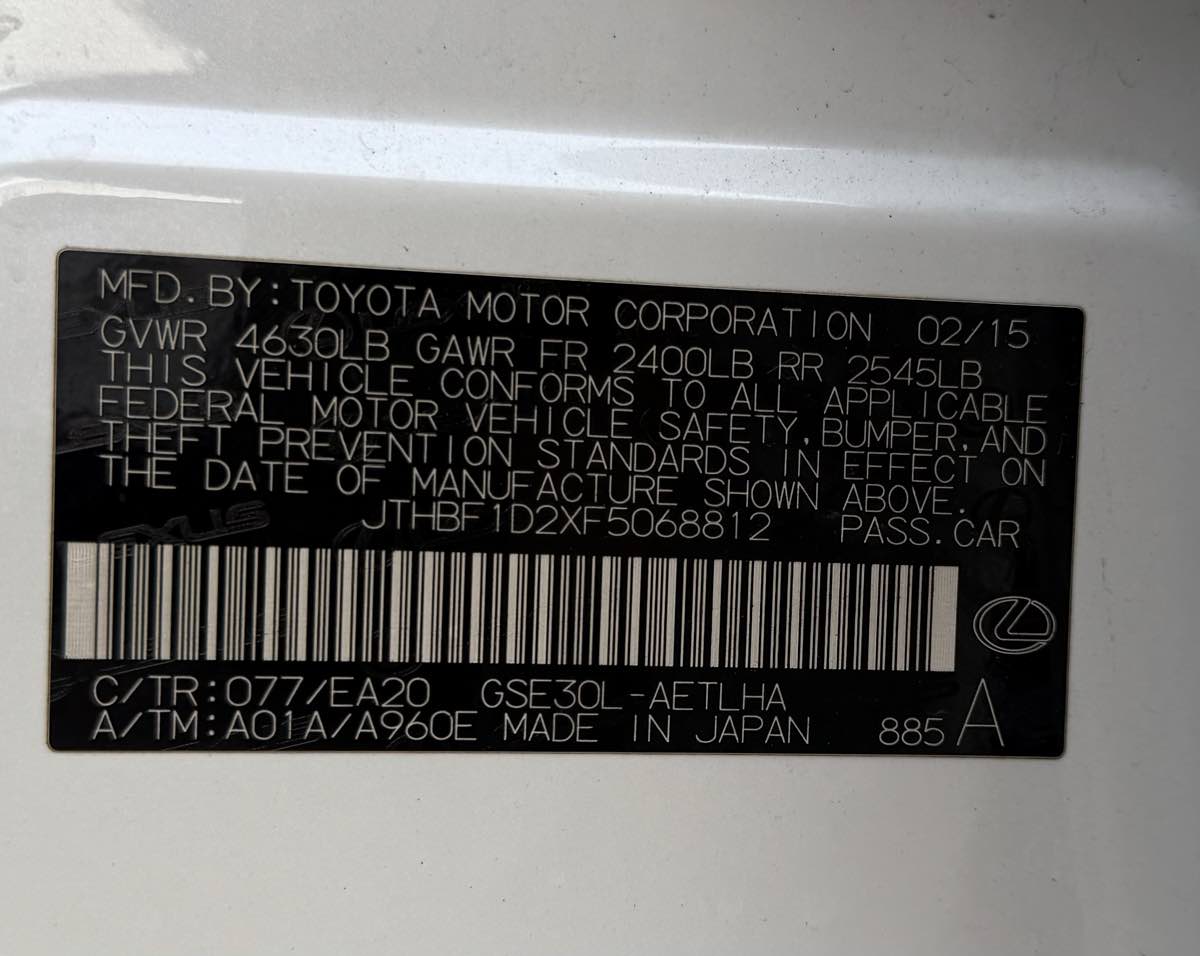 MFD. BY: TOYOTA MOTOR CORPORATION 02/15
GVWR 4630LB GAWR FR 2400LB RR 2545LB
THIS VEHICLE CONFORMS TO ALL APPLICABLE
FEDERAL MOTOR VEHICLE SAFETY, BUMPER, AND
THEFT PREVENTION STANDARDS IN EFFECT ON
THE DATE OF MANUFACTURE SHOWN ABOVE.
JTHBF1D2XF5068812 PASS. CAR
C/TR: 077/EA20 GSE30L-AETLHA
A/TM: A01A/A960E MADE IN JAPAN 885 A